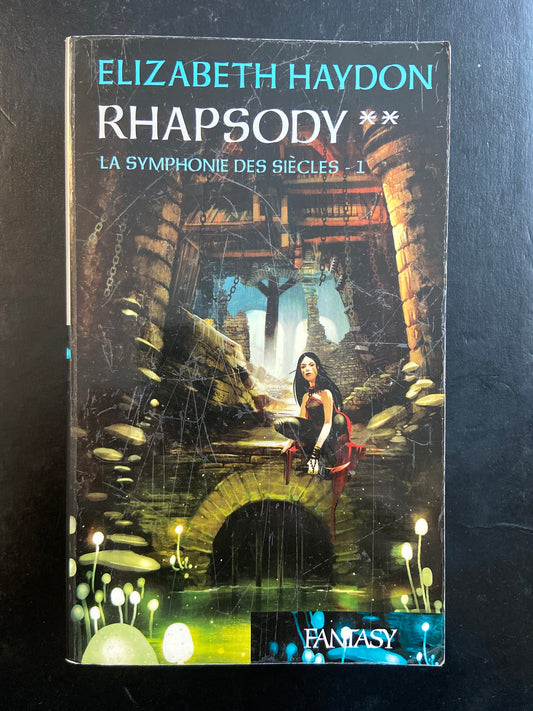 ELIZABETH HAYDON
RHAPSODY **
LA SYMPHONIE DES SIÈCLES - 1
FANTASY